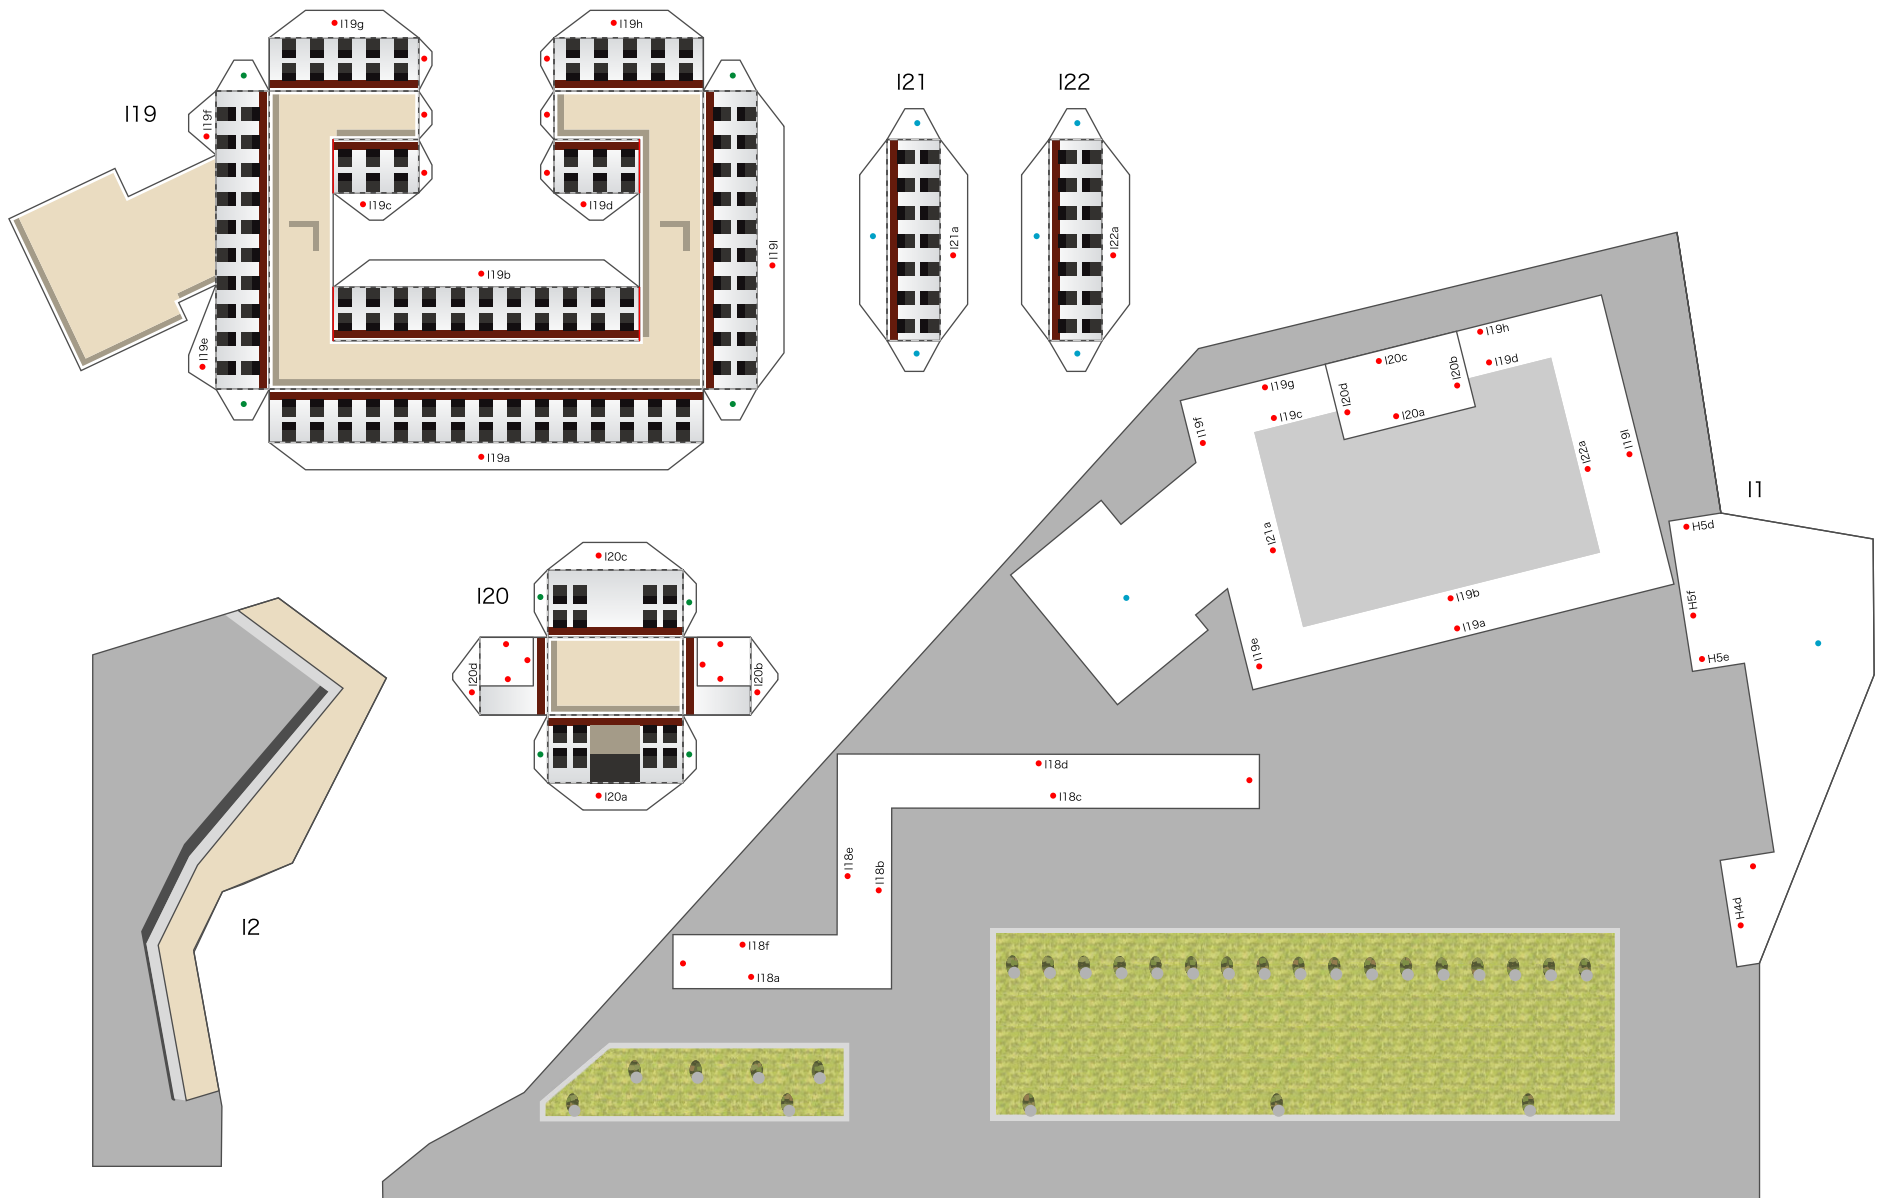 I19g
I19h
I19
I19f
I19c
I19d
I19b
I19l
I19e
I19a
I21
I22
I21a
I22a
I20
I20c
I20d
I20b
I20a
I2
I1
I19h
I20c
I19d
I20b
I19g
I20d
I19c
I20a
I19f
I22a
I19l
I21a
I19b
I19a
I19e
H5d
H5f
H5e
H4d
I18d
I18c
I18e
I18b
I18f
I18a